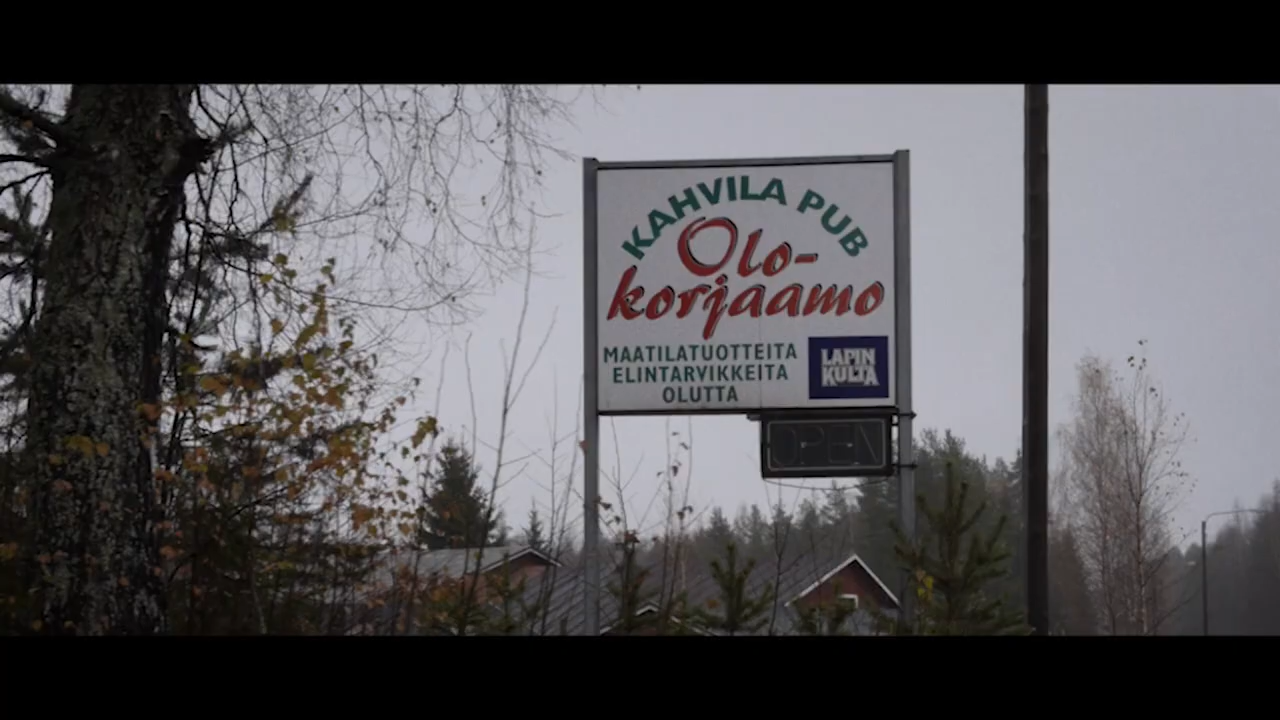 KAHVILA PUB
Olo-
korjaamo
MAATILATUOTTEITA
ELINTARVIKKEITA
OLUTTA
LAPIN
KULTA
OPEN